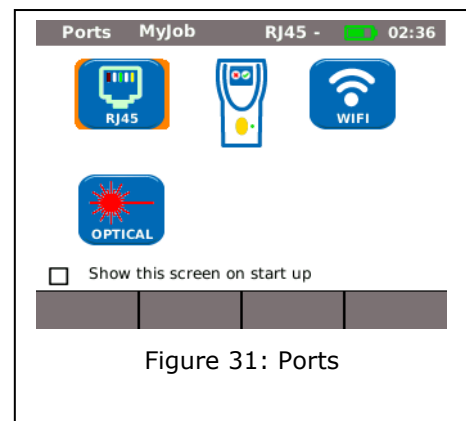 Ports MyJob RJ45 - 02:36
RJ45
WIFI
OPTICAL
Show this screen on start up
Figure 31: Ports